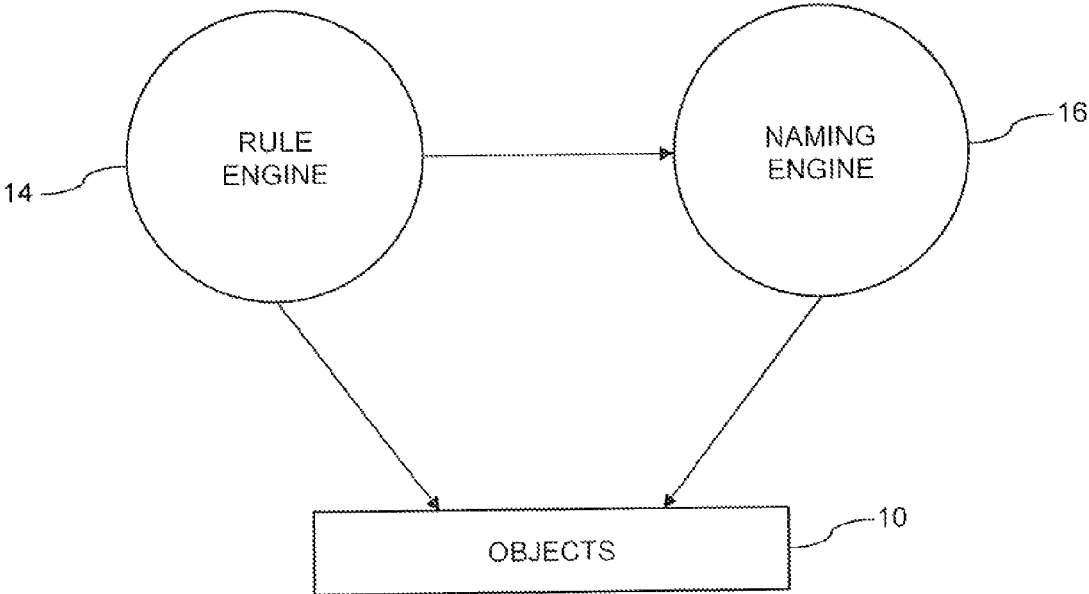 RULE
ENGINE
14
NAMING
ENGINE
16
OBJECTS
10